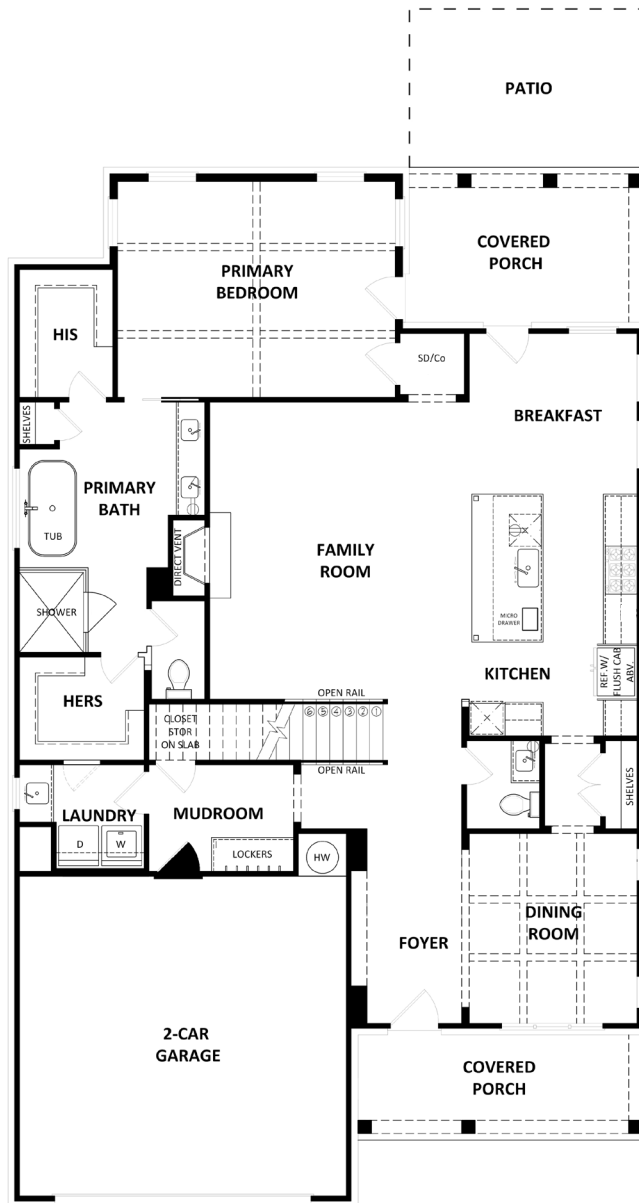 PATIO
COVERED
PORCH
PRIMARY
BEDROOM
HIS
SD/Co
SHELVES
BREAKFAST
PRIMARY
BATH
TUB
DIRECT VENT
FAMILY
ROOM
SHOWER
MICRO
DRAWER
REF.W/
FLUSH CAB
ABV.
KITCHEN
HERS
OPEN RAIL
CLOSET
STOR
ON SLAB
6 5 4 3 2 1
OPEN RAIL
SHELVES
LAUNDRY
MUDROOM
D
W
LOCKERS
HW
DINING
ROOM
FOYER
2-CAR
GARAGE
COVERED
PORCH